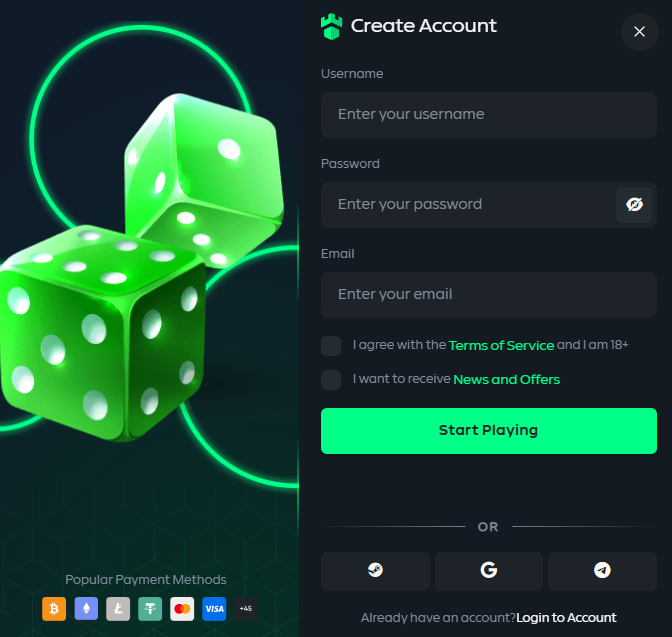 Create Account
Username
Enter your username
Password
Enter your password
Email
Enter your email
I agree with the Terms of Service and I am 18+
I want to receive News and Offers
Start Playing
OR
Already have an account?Login to Account
Popular Payment Methods
VISA
+45